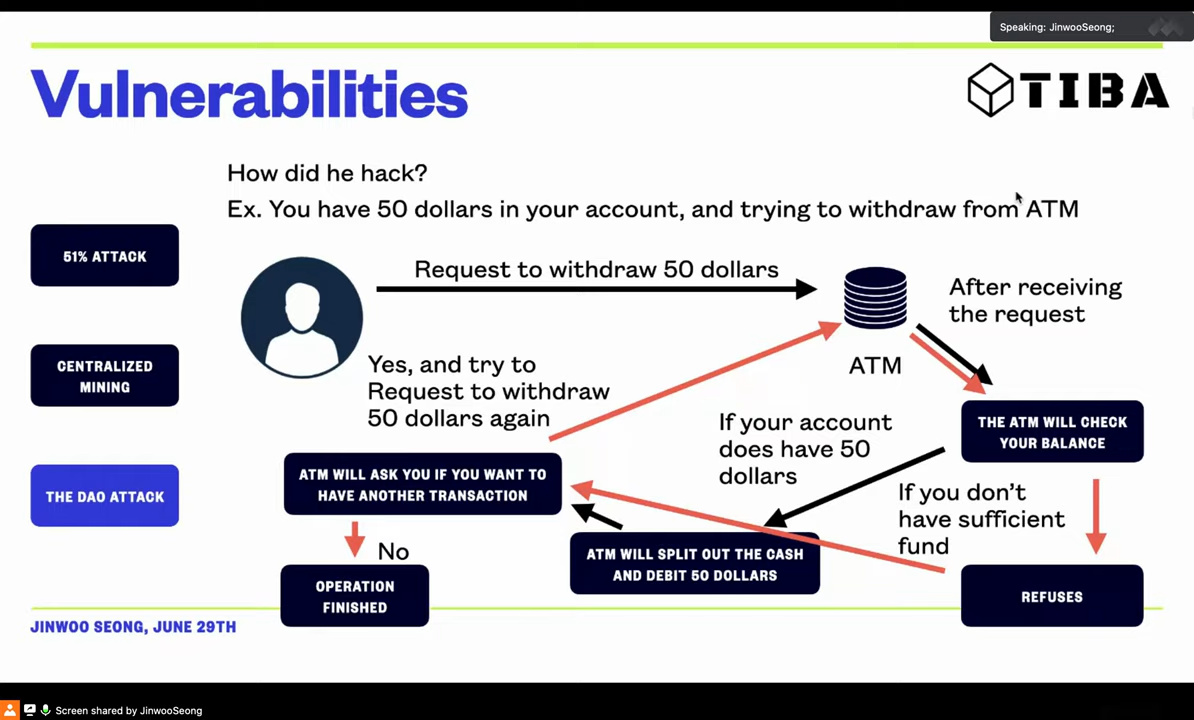 Speaking: JinwooSeong;
Vulnerabilities
TIBA
How did he hack?
Ex. You have 50 dollars in your account, and trying to withdraw from ATM
51% ATTACK
CENTRALIZED
MINING
THE DAO ATTACK
Request to withdraw 50 dollars
After receiving
the request
ATM
Yes, and try to
Request to withdraw
50 dollars again
THE ATM WILL CHECK
YOUR BALANCE
If your account
does have 50
dollars
ATM WILL ASK YOU IF YOU WANT TO
HAVE ANOTHER TRANSACTION
If you don't
have sufficient
fund
No
ATM WILL SPLIT OUT THE CASH
AND DEBIT 50 DOLLARS
OPERATION
FINISHED
REFUSES
JINWOO SEONG, JUNE 29TH
Screen shared by JinwooSeong